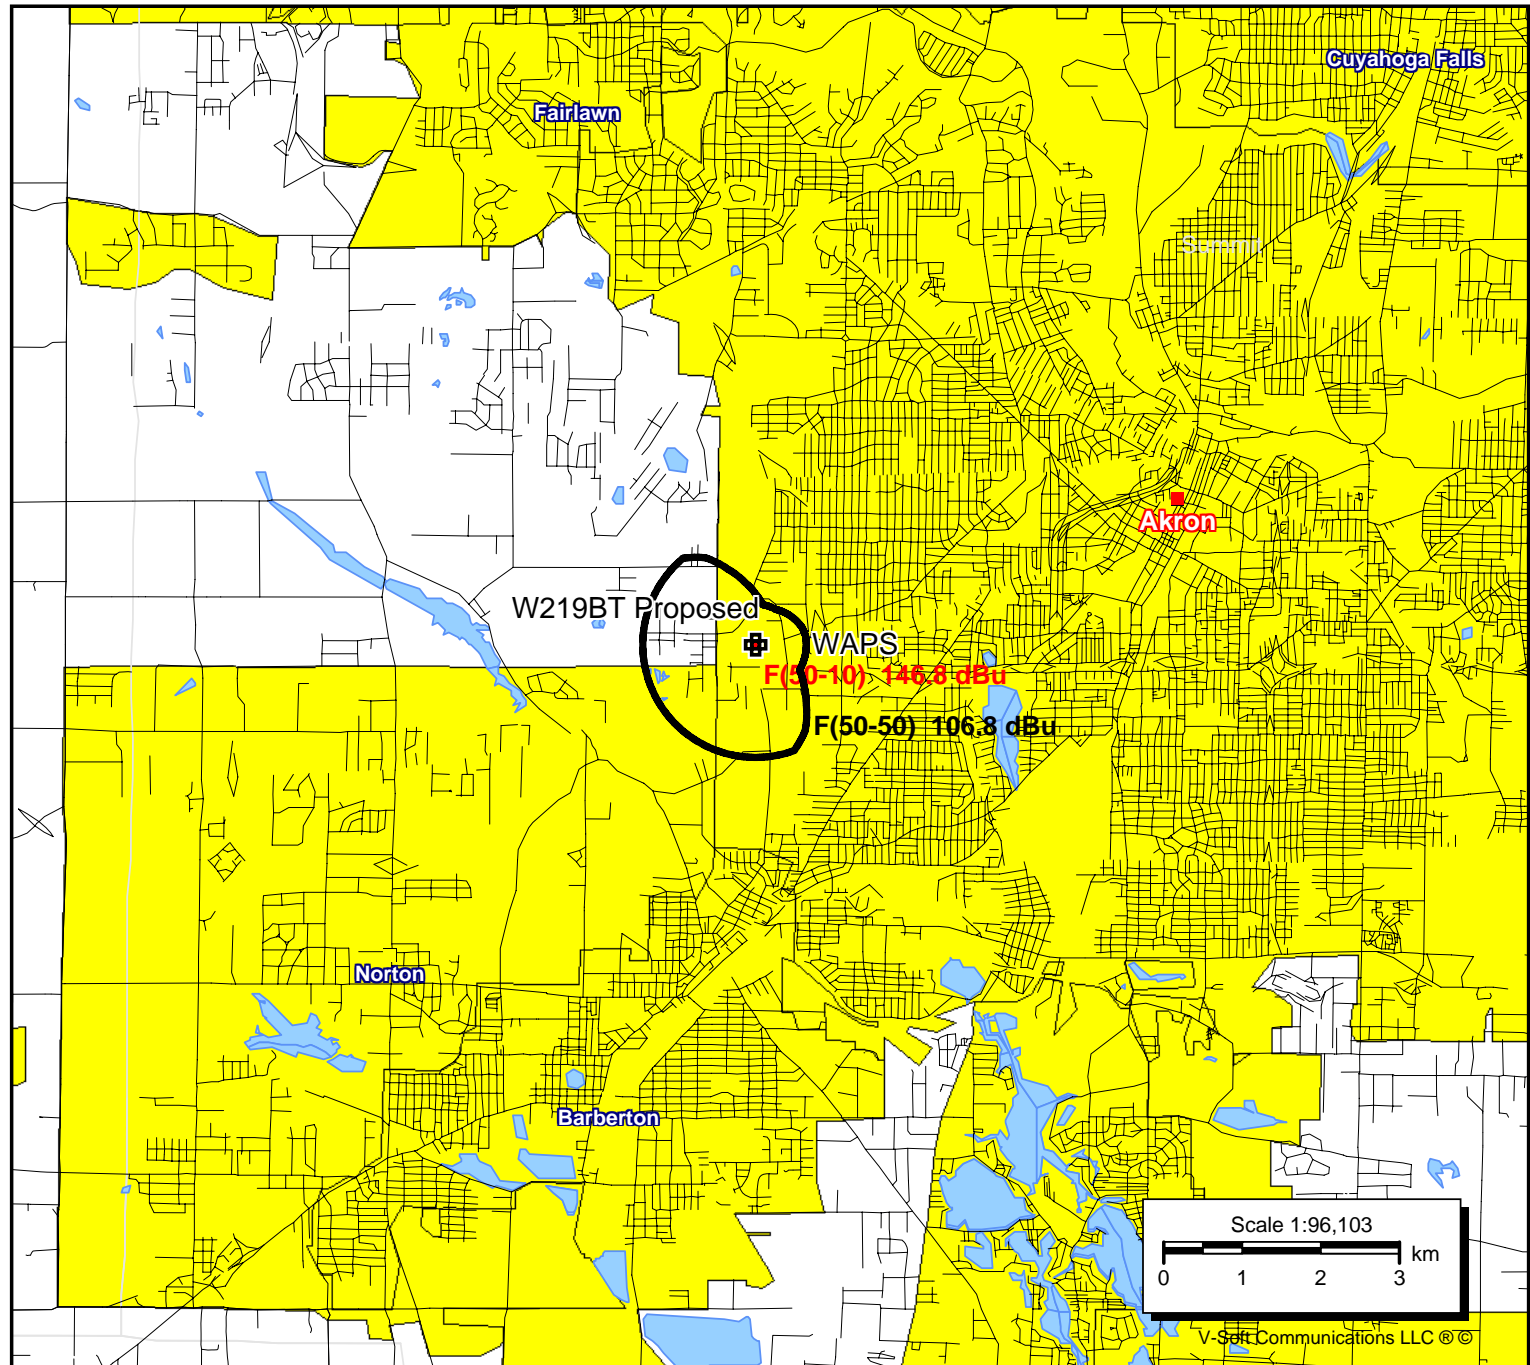 Cuyahoga Falls
Fairlawn
Summit
Akron
W219BT Proposed
WAPS
F(50-10) 146.8 dBu
F(50-50) 106.8 dBu
Norton
Barberton
Scale 1:96,103
km
0 1 2 3
V-Soft Communications LLC ® ©